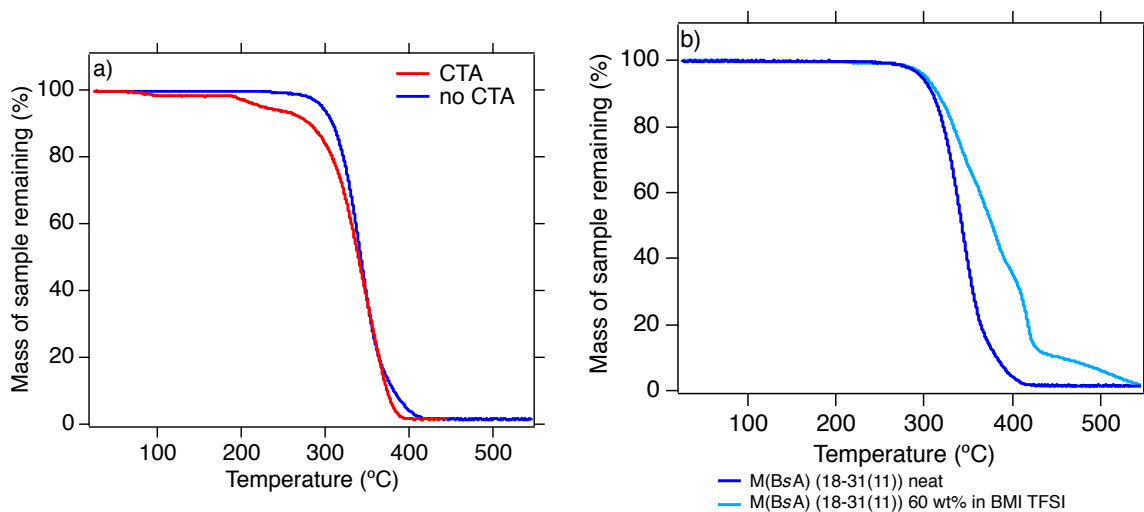 a)
CTA
no CTA
Mass of sample remaining (%)
100
80
60
40
20
0
100 200 300 400 500
Temperature (ºC)
b)
Mass of sample remaining (%)
100
80
60
40
20
0
100 200 300 400 500
Temperature (ºC)
M(BsA) (18-31(11)) neat
M(BsA) (18-31(11)) 60 wt% in BMI TFSI